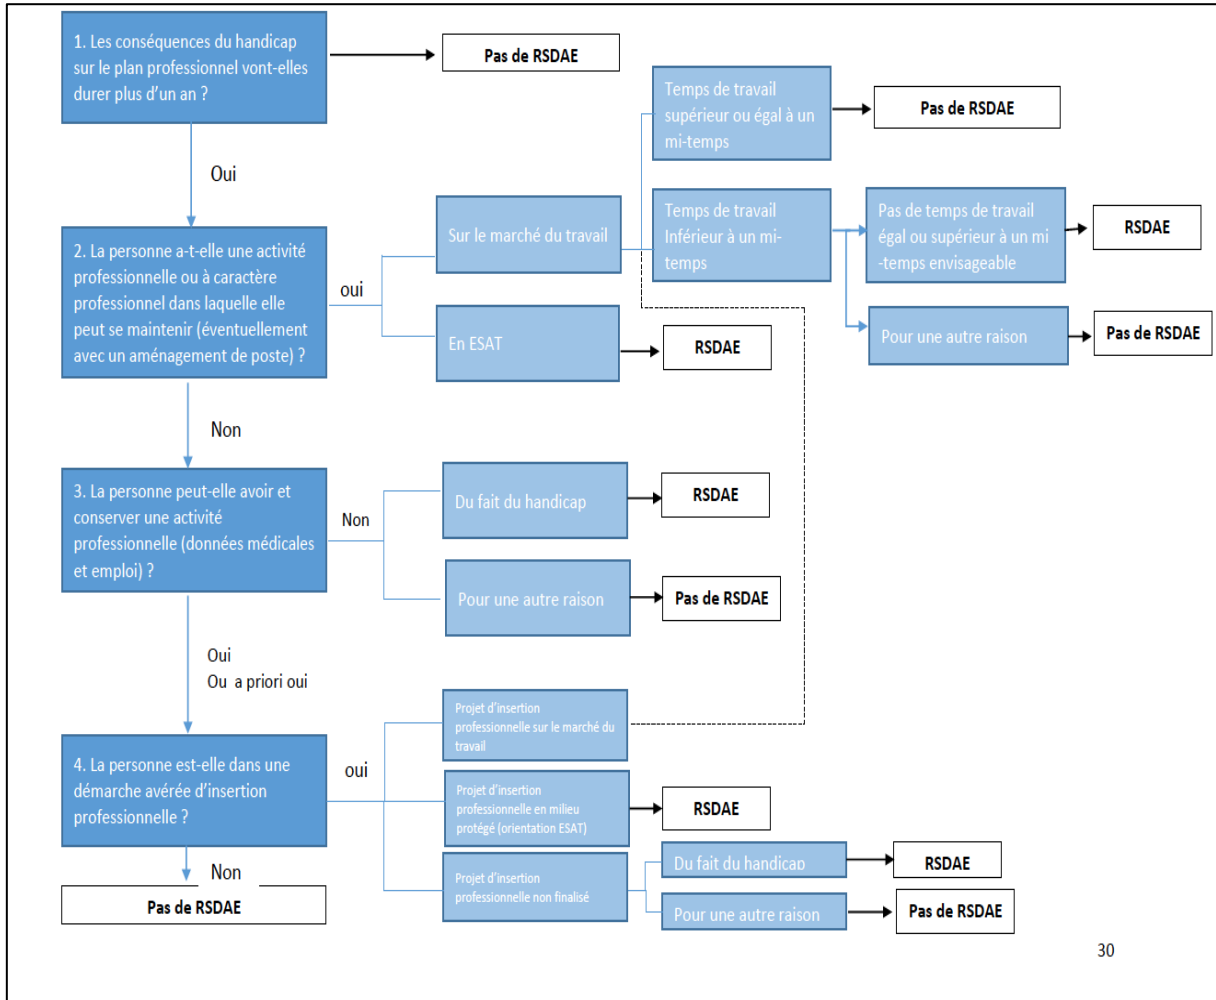 1. Les conséquences du handicap
sur le plan professionnel vont-elles
durer plus d'un an ?
Pas de RSDAE
Oui
Temps de travail
supérieur ou égal à un
mi-temps
Pas de RSDAE
2. La personne a-t-elle une activité
professionnelle ou à caractère
professionnel dans laquelle elle
peut se maintenir (éventuellement
avec un aménagement de poste) ?
oui
Sur le marché du travail
Temps de travail
Inférieur à un mi-
temps
Pas de temps de travail
égal ou supérieur à un mi
-temps envisageable
RSDAE
Pour une autre raison
Pas de RSDAE
En ESAT
RSDAE
Non
3. La personne peut-elle avoir et
conserver une activité
professionnelle (données médicales
et emploi) ?
Non
Du fait du handicap
RSDAE
Pour une autre raison
Pas de RSDAE
Oui
Ou a priori oui
4. La personne est-elle dans une
démarche avérée d'insertion
professionnelle ?
oui
Projet d'insertion
professionnelle sur le marché du
travail
Projet d'insertion
professionnelle en milieu
protégé (orientation ESAT)
RSDAE
Projet d'insertion
professionnelle non finalisé
Du fait du handicap
RSDAE
Pour une autre raison
Pas de RSDAE
Non
Pas de RSDAE
30